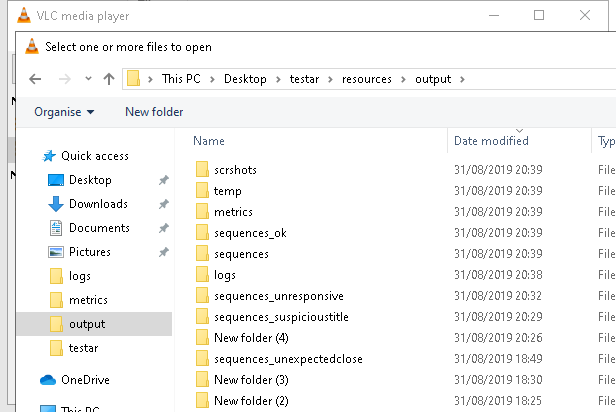 VLC media player
Select one or more files to open
This PC > Desktop > testar > resources > output >
Organise New folder
Name Date modified Typ
Quick access
Desktop
Downloads
Documents
Pictures
logs
metrics
output
testar
OneDrive
This PC
scrshots 31/08/2019 20:39 File
temp 31/08/2019 20:39 File
metrics 31/08/2019 20:39 File
sequences_ok 31/08/2019 20:39 File
sequences 31/08/2019 20:39 File
logs 31/08/2019 20:38 File
sequences_unresponsive 31/08/2019 20:32 File
sequences_suspicioustitle 31/08/2019 20:29 File
New folder (4) 31/08/2019 20:26 File
sequences_unexpectedclose 31/08/2019 18:49 File
New folder (3) 31/08/2019 18:30 File
New folder (2) 31/08/2019 18:25 File